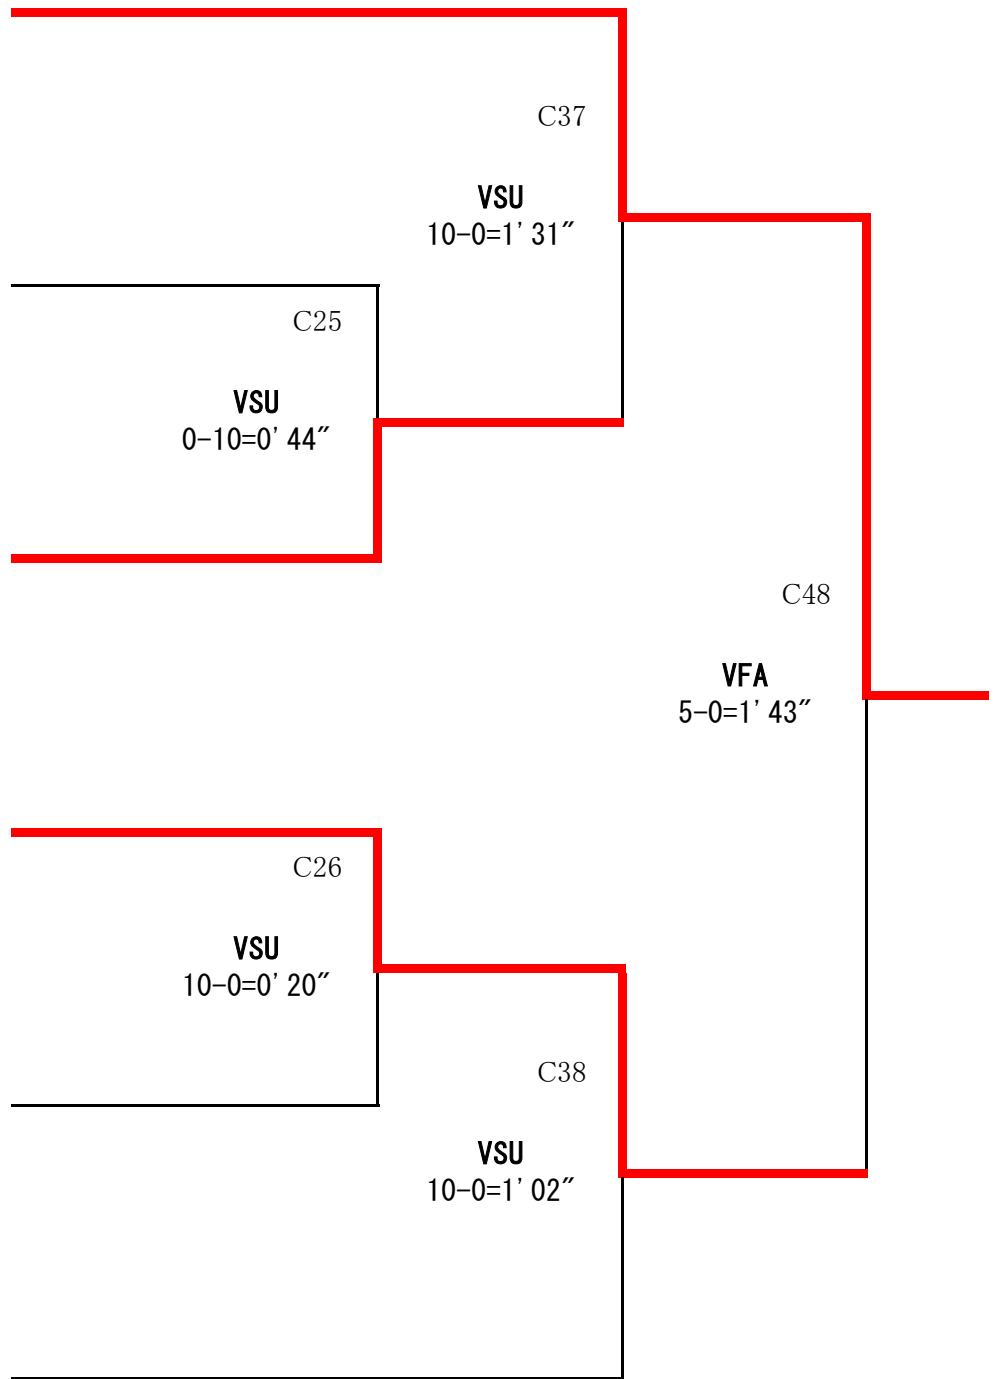 C37
VSU
10-0=1'31″
C25
VSU
0-10=0'44″
C48
VFA
5-0=1'43″
C26
VSU
10-0=0'20″
C38
VSU
10-0=1'02″